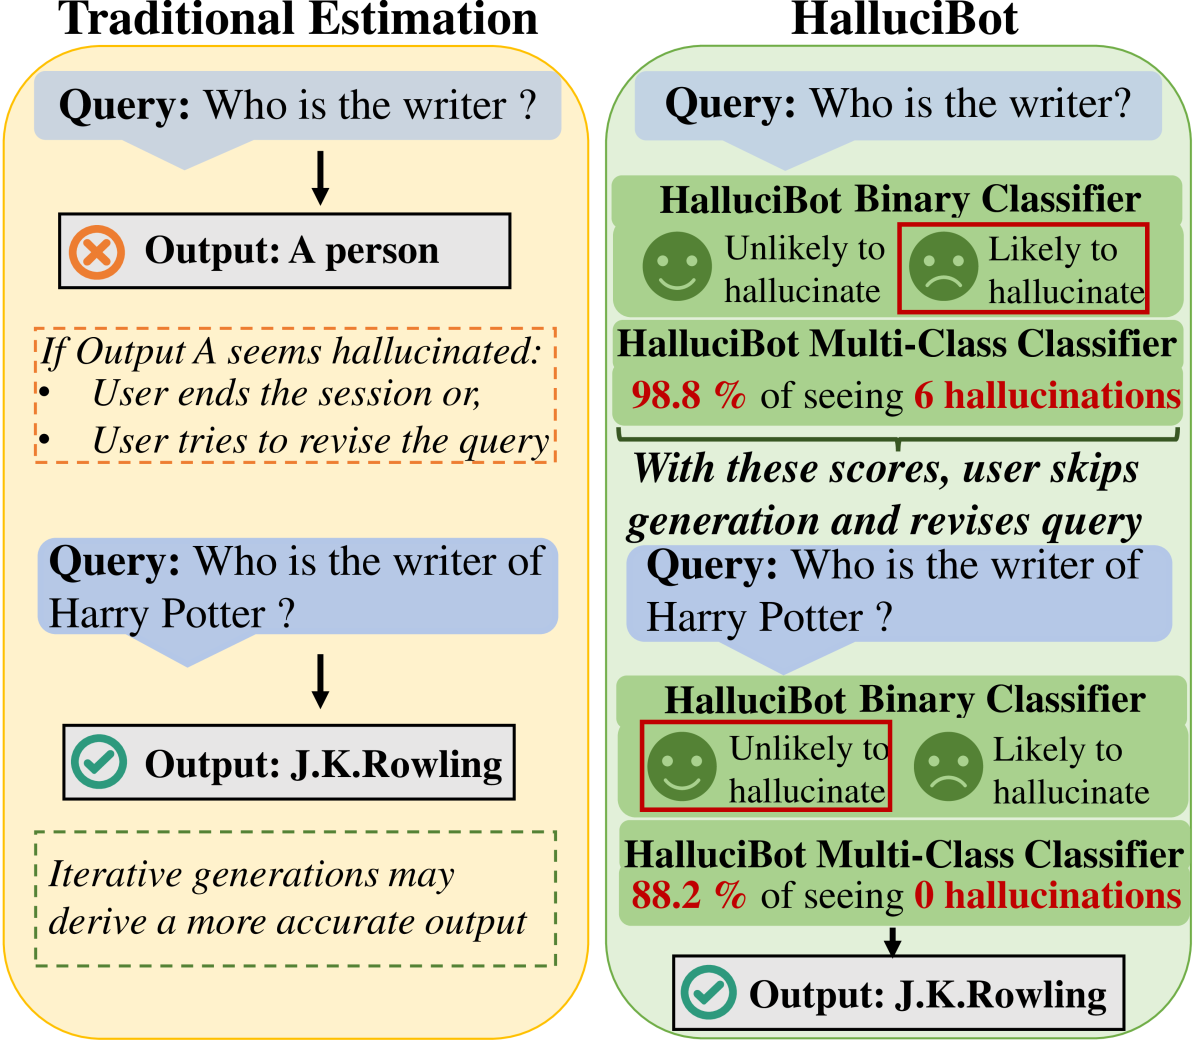 Traditional Estimation
Query: Who is the writer ?
Output: A person
If Output A seems hallucinated:
• User ends the session or,
• User tries to revise the query
Query: Who is the writer of
Harry Potter ?
Output: J.K.Rowling
Iterative generations may
derive a more accurate output
HalluciBot
Query: Who is the writer?
HalluciBot Binary Classifier
Unlikely to
hallucinate
Likely to
hallucinate
HalluciBot Multi-Class Classifier
98.8 % of seeing 6 hallucinations
With these scores, user skips
generation and revises query
Query: Who is the writer of
Harry Potter ?
HalluciBot Binary Classifier
Unlikely to
hallucinate
Likely to
hallucinate
HalluciBot Multi-Class Classifier
88.2 % of seeing 0 hallucinations
Output: J.K.Rowling